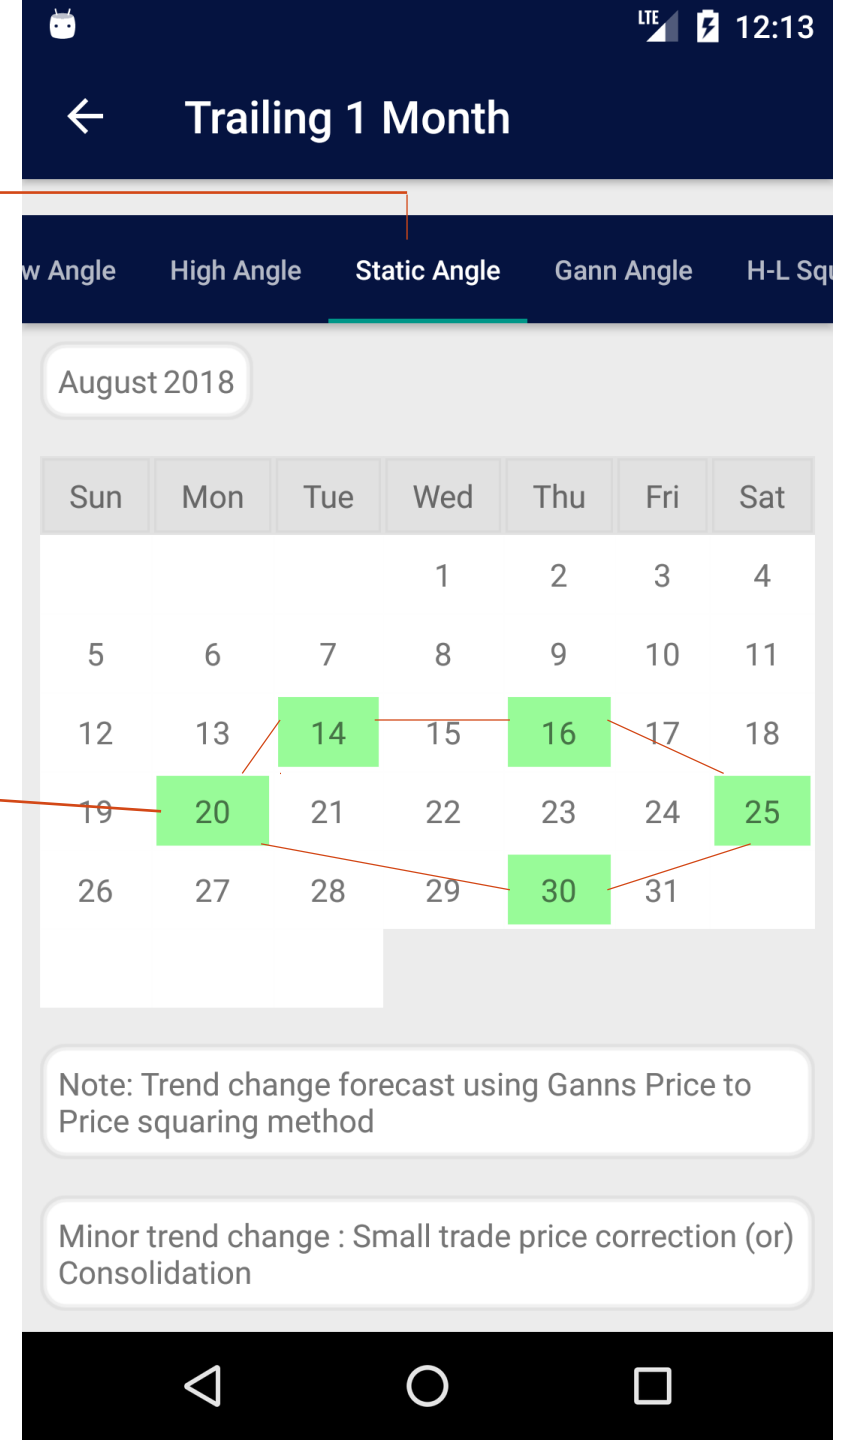 LTE 12:13
Trailing 1 Month
w Angle High Angle Static Angle Gann Angle H-L Squ
August 2018
Sun Mon Tue Wed Thu Fri Sat
1 2 3 4
5 6 7 8 9 10 11
12 13 14 15 16 17 18
19 20 21 22 23 24 25
26 27 28 29 30 31
Note: Trend change forecast using Ganns Price to
Price squaring method
Minor trend change : Small trade price correction (or)
Consolidation